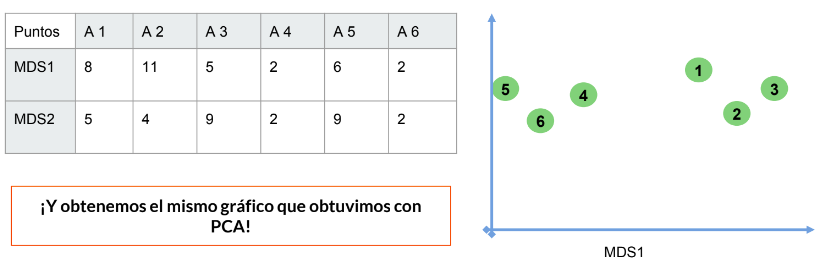 Puntos A 1 A 2 A 3 A 4 A 5 A 6
MDS1 8 11 5 2 6 2
MDS2 5 4 9 2 9 2
¡Y obtenemos el mismo gráfico que obtuvimos con
PCA!
1
5 4 3
6 2
MDS1